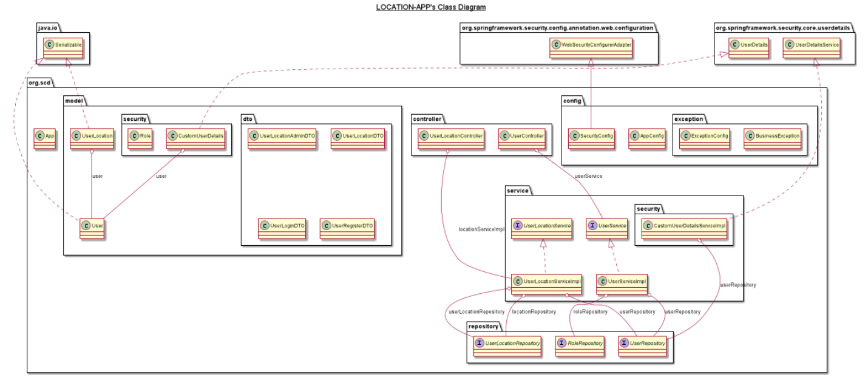 LOCATION-APP's Class Diagram
java.io
org.springframework.security.config.annotation.web.configuration
org.springframework.security.core.userdetails
C Serializable
C WebSecurityConfigurerAdapter
C UserDetails
C UserDetailsService
org.scd
model
config
security
dto
controller
exception
C App
C UserLocation
C Role
C CustomUserDetails
C UserLocationAdminDTO
C UserLocationDTO
C UserLocationController
C UserController
C SecurityConfig
C AppConfig
C ExceptionConfig
C BusinessException
user
user
userService
service
security
C User
C UserLoginDTO
C UserRegisterDTO
locationServiceImpl
I UserLocationService
I UserService
C CustomUserDetailsServiceImpl
C UserLocationServiceImpl
C UserServiceImpl
userRepository
userLocationRepository
locationRepository
roleRepository
userRepository
userRepository
repository
I UserLocationRepository
I RoleRepository
I UserRepository